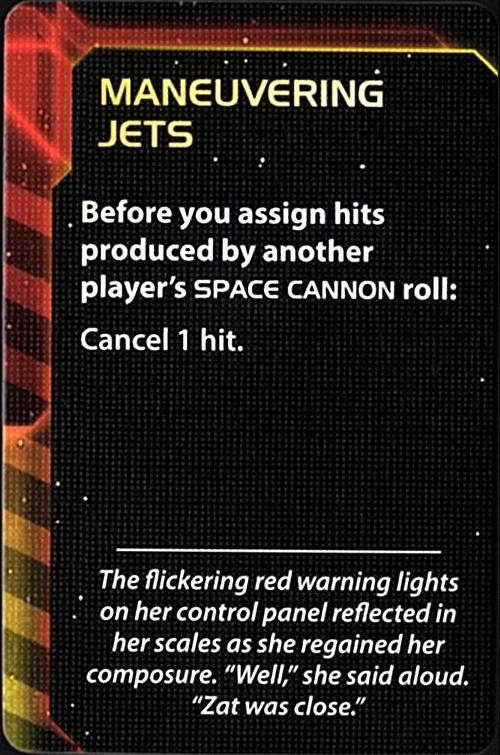 MANEUVERING
JETS
Before you assign hits
produced by another
player's SPACE CANNON roll:
Cancel 1 hit.
The flickering red warning lights
on her control panel reflected in
her scales as she regained her
composure. “Well,” she said aloud.
“Zat was close.”